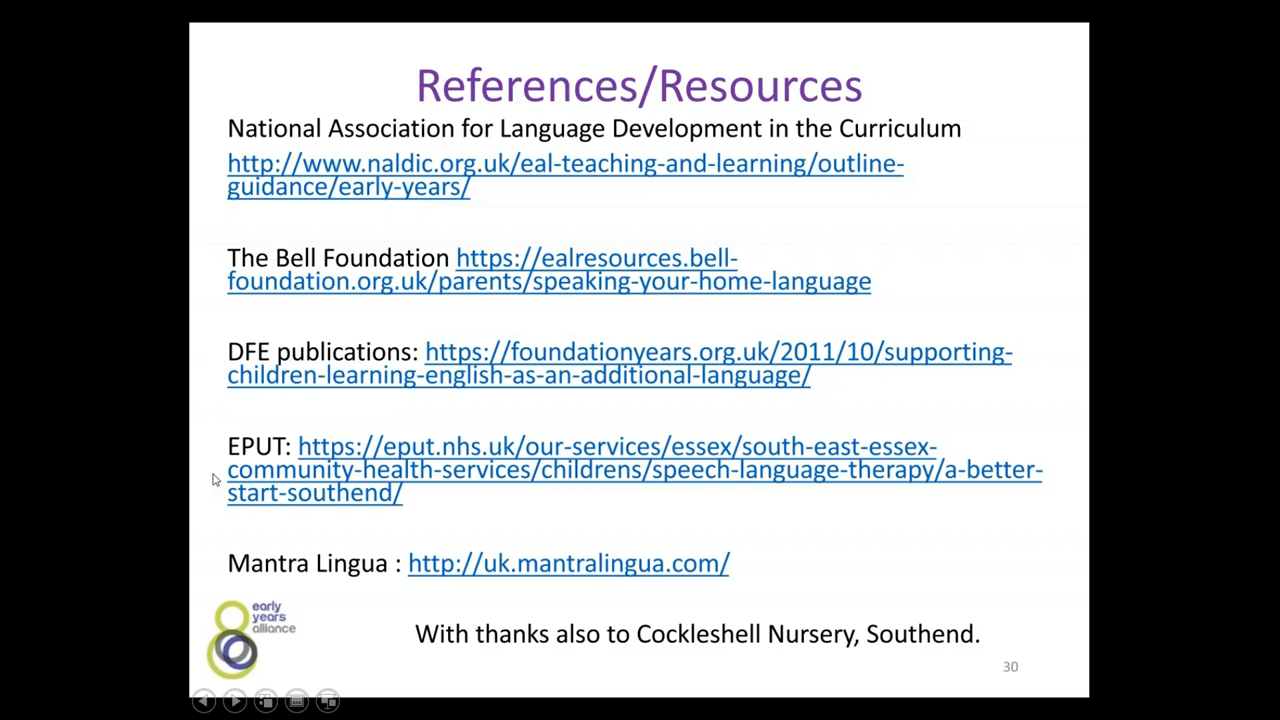 References/Resources
National Association for Language Development in the Curriculum
http://www.naldic.org.uk/eal-teaching-and-learning/outline-
guidance/early-years/
The Bell Foundation https://ealresources.bell-
foundation.org.uk/parents/speaking-your-home-language
DFE publications: https://foundationyears.org.uk/2011/10/supporting-
children-learning-english-as-an-additional-language/
EPUT: https://eput.nhs.uk/our-services/essex/south-east-essex-
community-health-services/childrens/speech-language-therapy/a-better-
start-southend/
Mantra Lingua : http://uk.mantralingua.com/
early
years
alliance
With thanks also to Cockleshell Nursery, Southend.
30